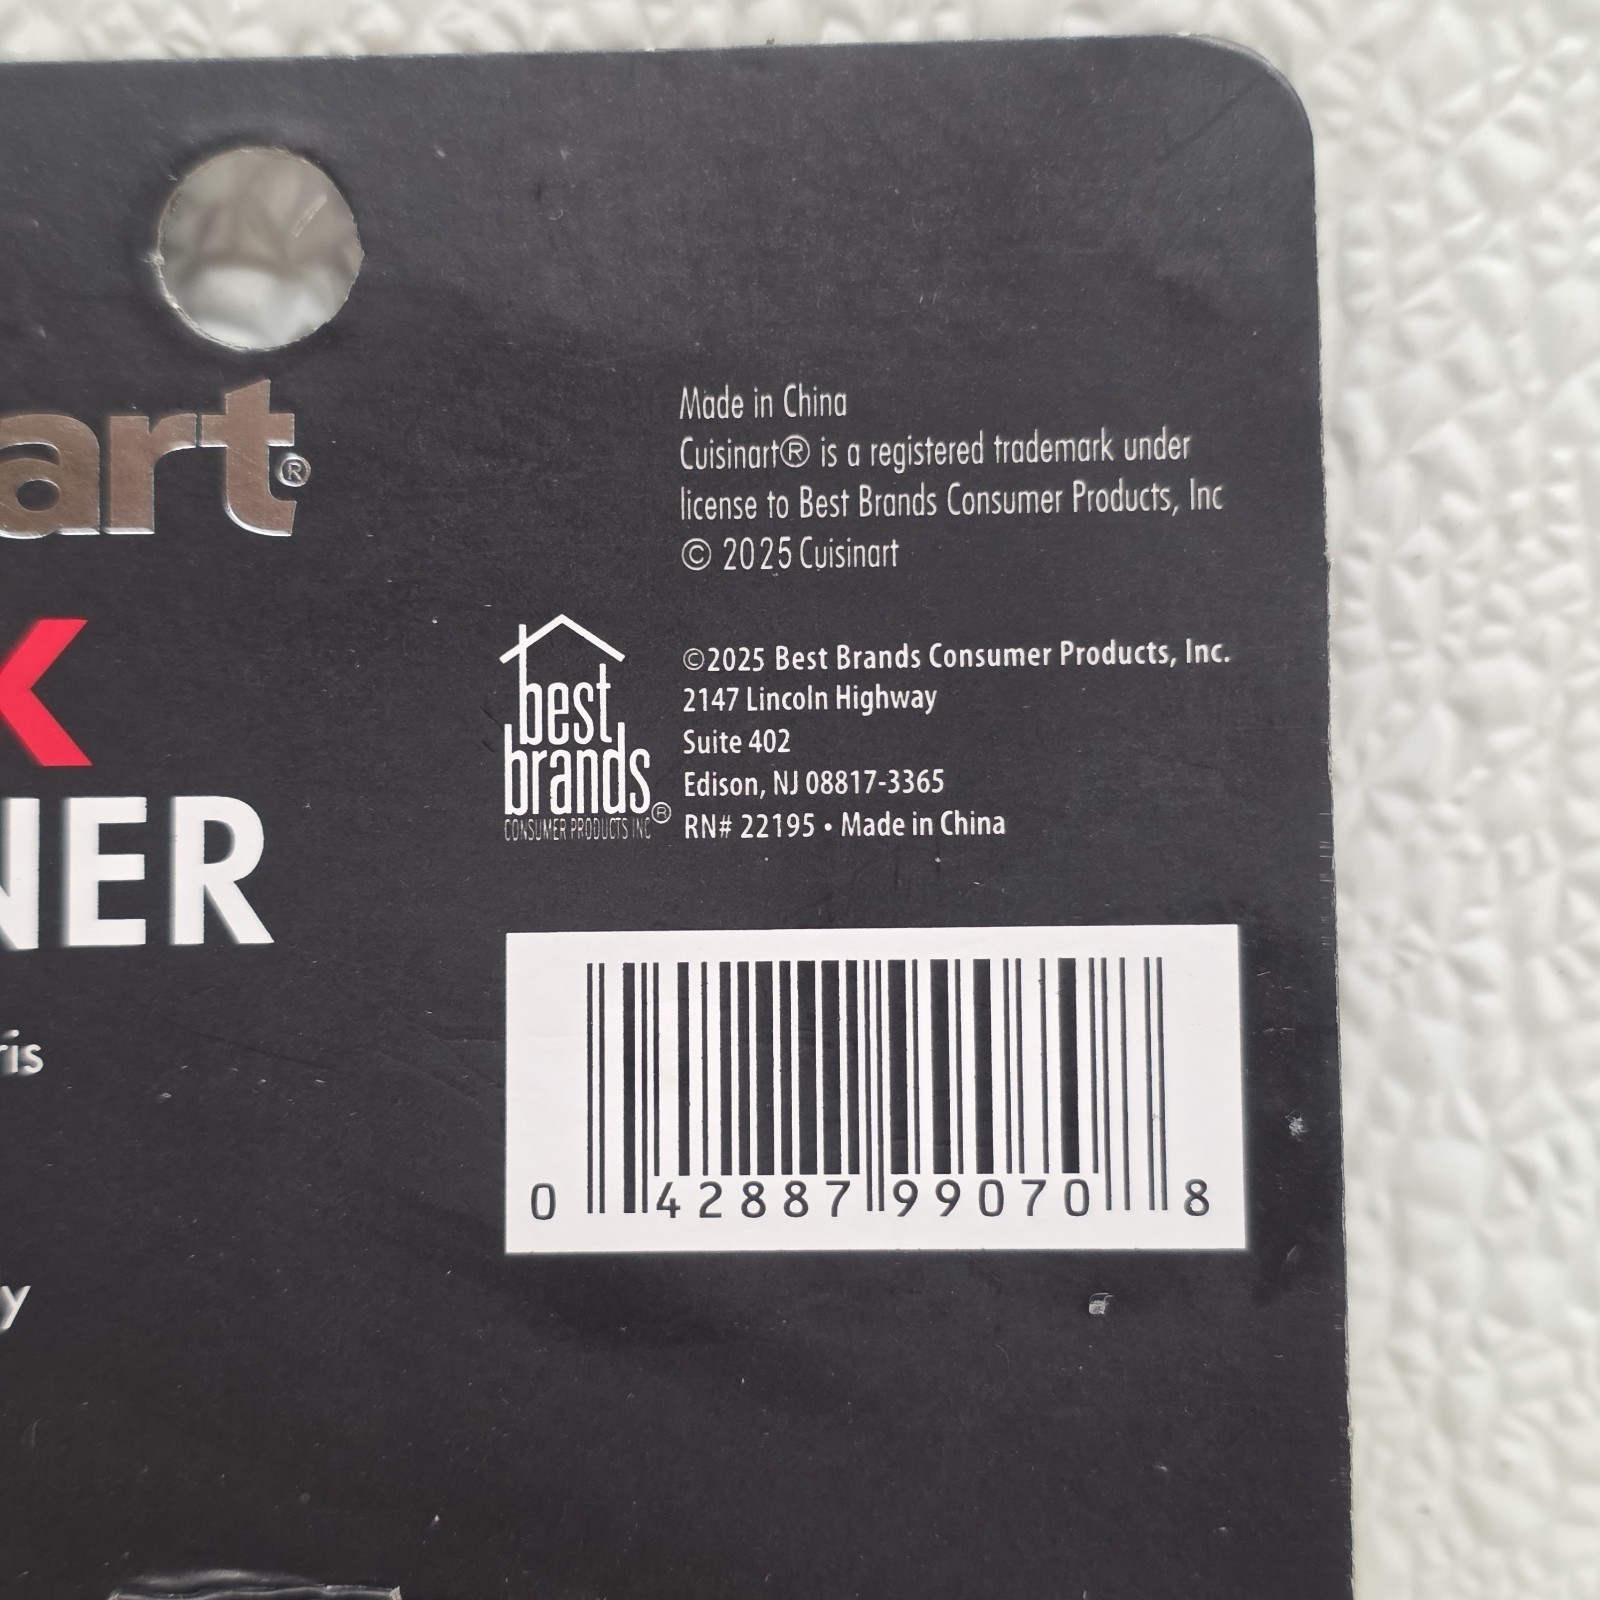 art®
K
NER
ris
y
Made in China
Cuisinart® is a registered trademark under
license to Best Brands Consumer Products, Inc
© 2025 Cuisinart
best
brands®
CONSUMER PRODUCTS INC
©2025 Best Brands Consumer Products, Inc.
2147 Lincoln Highway
Suite 402
Edison, NJ 08817-3365
RN# 22195 • Made in China
0 42887 99070 8